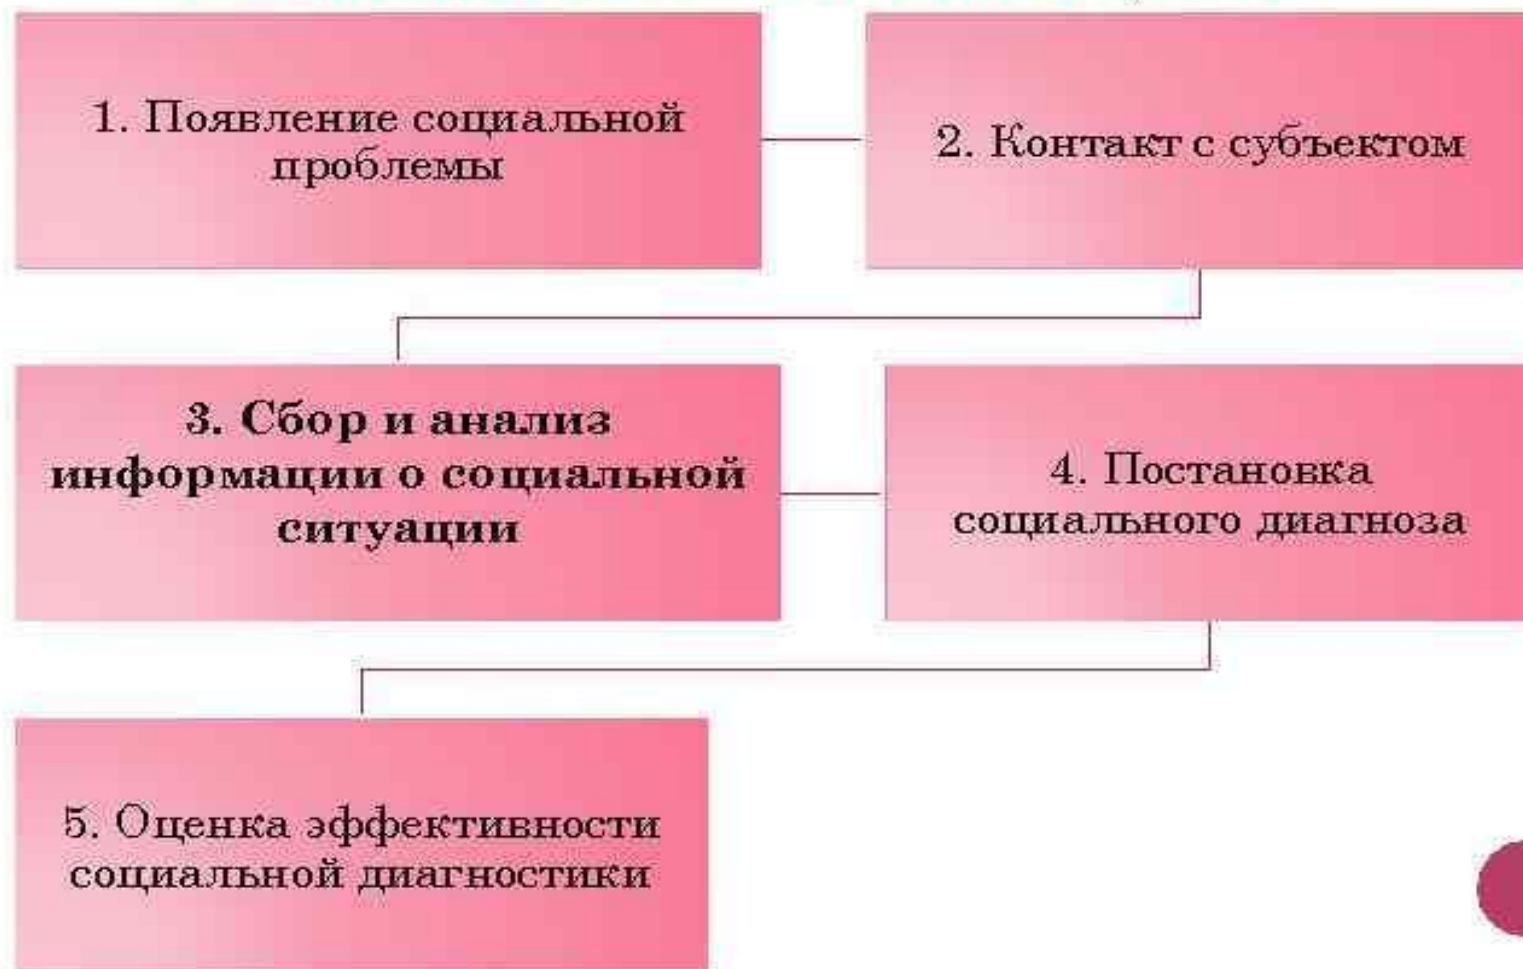 1. Появление социальной
проблемы
2. Контакт с субъектом
3. Сбор и анализ
информации о социальной
ситуации
4. Постановка
социального диагноза
5. Оценка эффективности
социальной диагностики